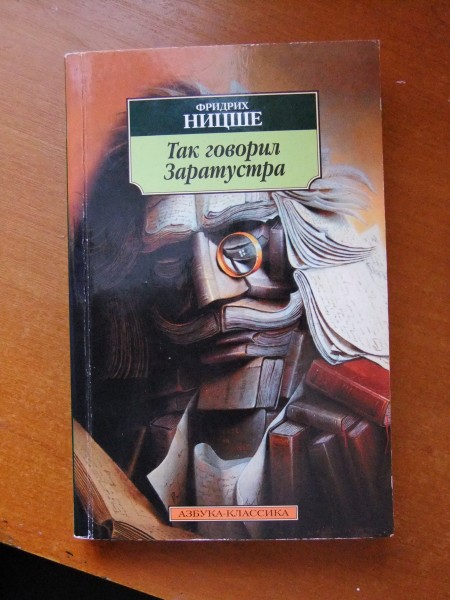 ФРИДРИХ
НИЦШЕ
Так говорил
Заратустра
АЗБУКА-КЛАССИКА